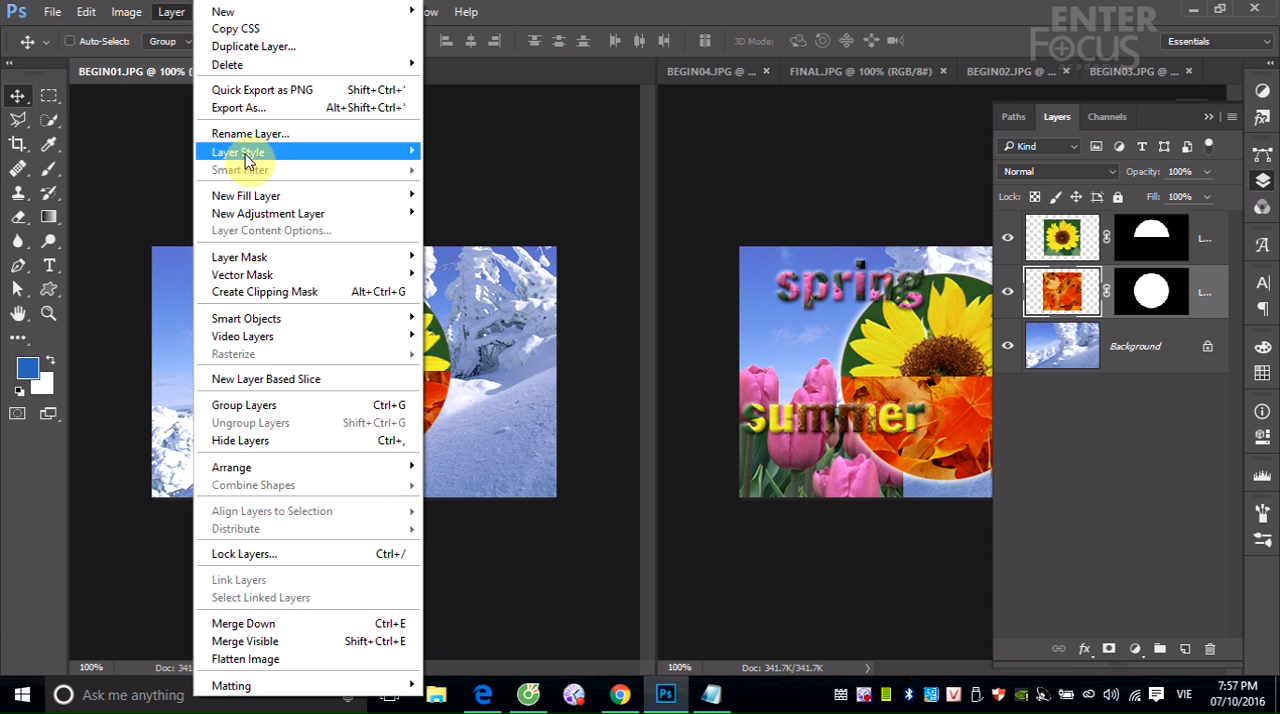 Ps File Edit Image Layer ow Help
ENTER
FOCUS
Auto-Select: Group 3D Mode: Essentials
BEGIN01.JPG @ 100% ( BEGIN04.JPG @ ... × FINAL.JPG @ 100% (RGB/8#) × BEGIN02.JPG @ ... × BEGIN03.JPG @ ... ×
New
Copy CSS
Duplicate Layer...
Delete
Quick Export as PNG Shift+Ctrl+'
Export As... Alt+Shift+Ctrl+'
Rename Layer...
Layer Style
Smart Filter
New Fill Layer
New Adjustment Layer
Layer Content Options...
Layer Mask
Vector Mask
Create Clipping Mask Alt+Ctrl+G
Smart Objects
Video Layers
Rasterize
New Layer Based Slice
Group Layers Ctrl+G
Ungroup Layers Shift+Ctrl+G
Hide Layers Ctrl+,
Arrange
Combine Shapes
Align Layers to Selection
Distribute
Lock Layers... Ctrl+/
Link Layers
Select Linked Layers
Merge Down Ctrl+E
Merge Visible Shift+Ctrl+E
Flatten Image
Matting
spring
summer
Paths Layers Channels
Kind
Normal Opacity: 100%
Lock: Fill: 100%
L...
L...
Background
100% Doc: 341 100% Doc: 341.7K/341.7K
Ask me anything VIE 7:57 PM
07/10/2016